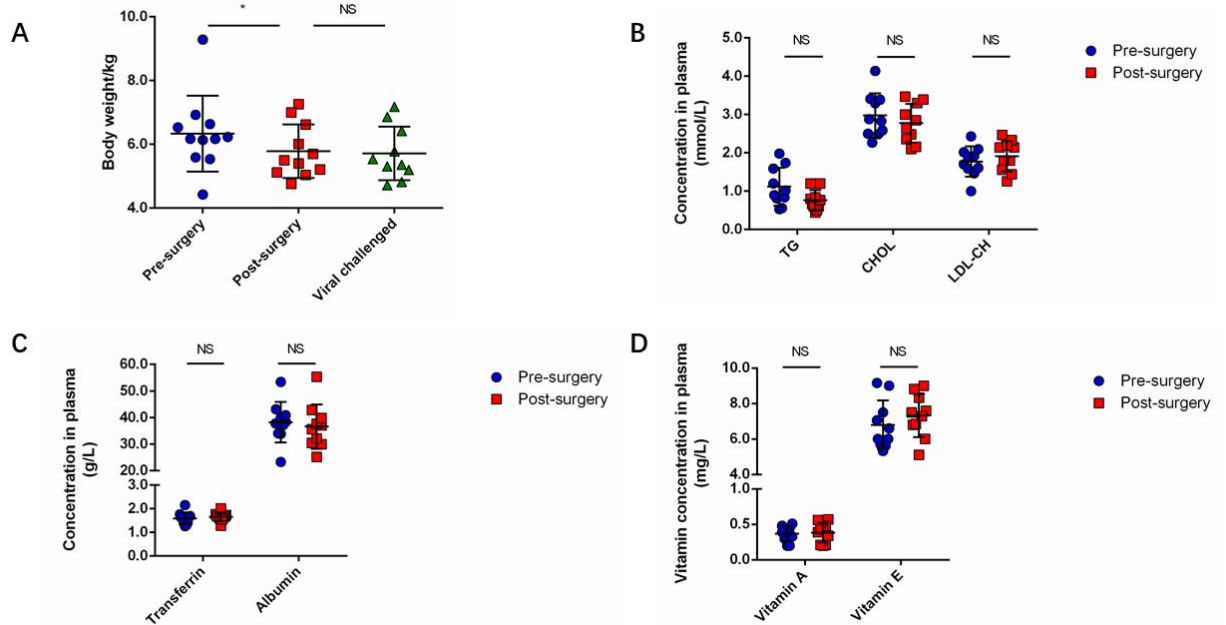 A
10.0
8.0
6.0
4.0
Body weight/kg
*
NS
Pre-surgery
Post-surgery
Viral challenged
B
5.0
4.0
3.0
2.0
1.0
0.0
Concentration in plasma
(mmol/L)
NS
NS
NS
TG
CHOL
LDL-CH
Pre-surgery
Post-surgery
C
60.0
50.0
40.0
30.0
20.0
3.0
2.0
1.0
0.0
Concentration in plasma
(g/L)
NS
NS
Transferrin
Albumin
Pre-surgery
Post-surgery
D
10.0
8.0
6.0
4.0
1.0
0.5
0.0
Vitamin concentration in plasma
(mg/L)
NS
NS
Vitamin A
Vitamin E
Pre-surgery
Post-surgery